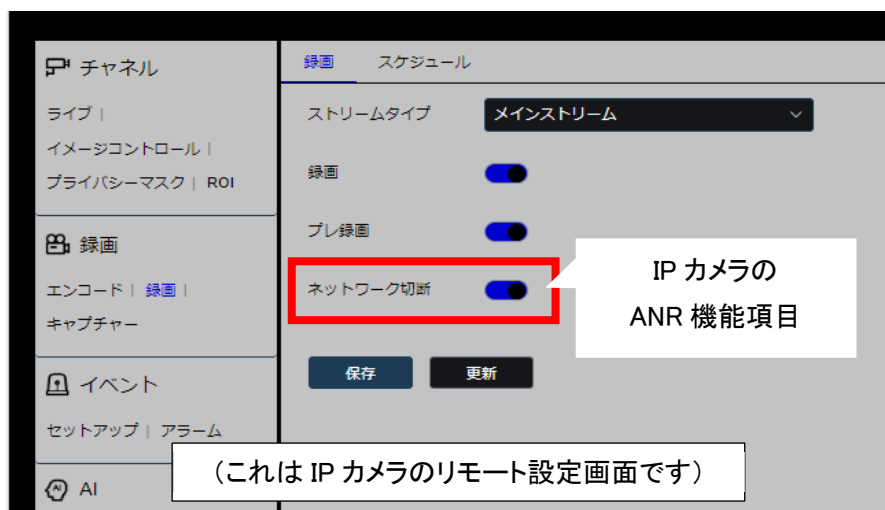 チャネル
ライブ |
イメージコントロール |
プライバシーマスク | ROI
録画
エンコード | 録画 |
キャプチャー
イベント
セットアップ | アラーム
AI
録画 スケジュール
ストリームタイプ メインストリーム
録画
プレ録画
ネットワーク切断
保存 更新
IP カメラの
ANR 機能項目
（これは IP カメラのリモート設定画面です）